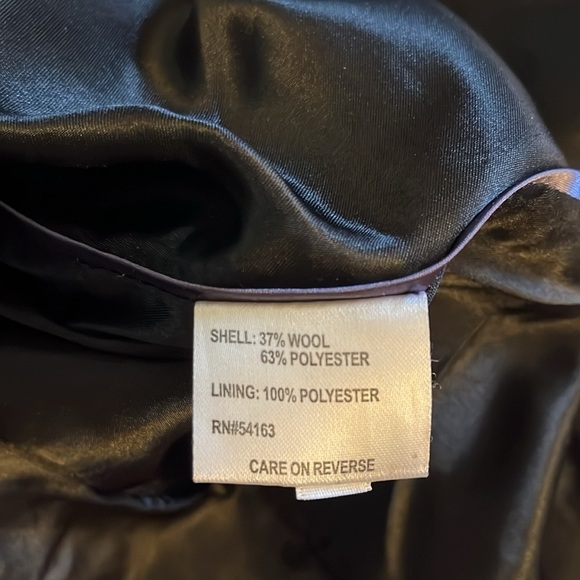 SHELL: 37% WOOL
63% POLYESTER
LINING: 100% POLYESTER
RN#54163
CARE ON REVERSE